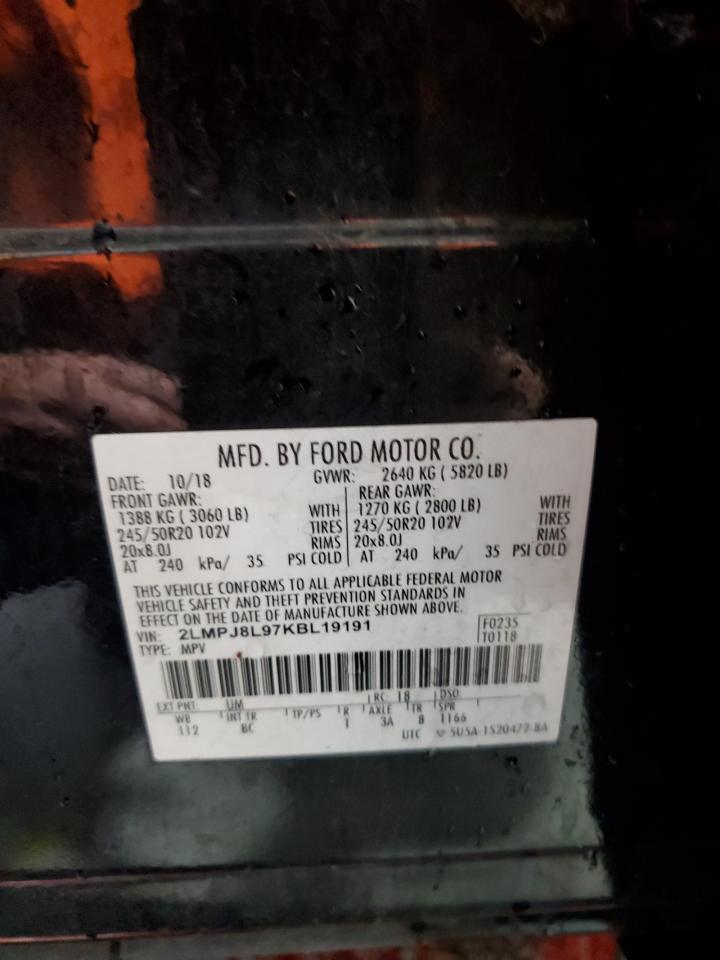 MFD. BY FORD MOTOR CO.
DATE: 10/18 GVWR: 2640 KG ( 5820 LB)
FRONT GAWR: REAR GAWR:
1388 KG ( 3060 LB) WITH 1270 KG ( 2800 LB) WITH
245/50R20 102V TIRES 245/50R20 102V TIRES
20x8.0J RIMS 20x8.0J RIMS
AT 240 kPa/ 35 PSI COLD AT 240 kPa/ 35 PSI COLD
THIS VEHICLE CONFORMS TO ALL APPLICABLE FEDERAL MOTOR
VEHICLE SAFETY AND THEFT PREVENTION STANDARDS IN
EFFECT ON THE DATE OF MANUFACTURE SHOWN ABOVE.
VIN: 2LMPJ8L97KBL19191 F0235
TYPE: MPV T0118
EXT PNT: UM RC: 18 DSO:
WB INT TR TP/PS R AXLE TR SPR
112 BC T 3A 8 1166
UTC 5U5A-1520472-BA